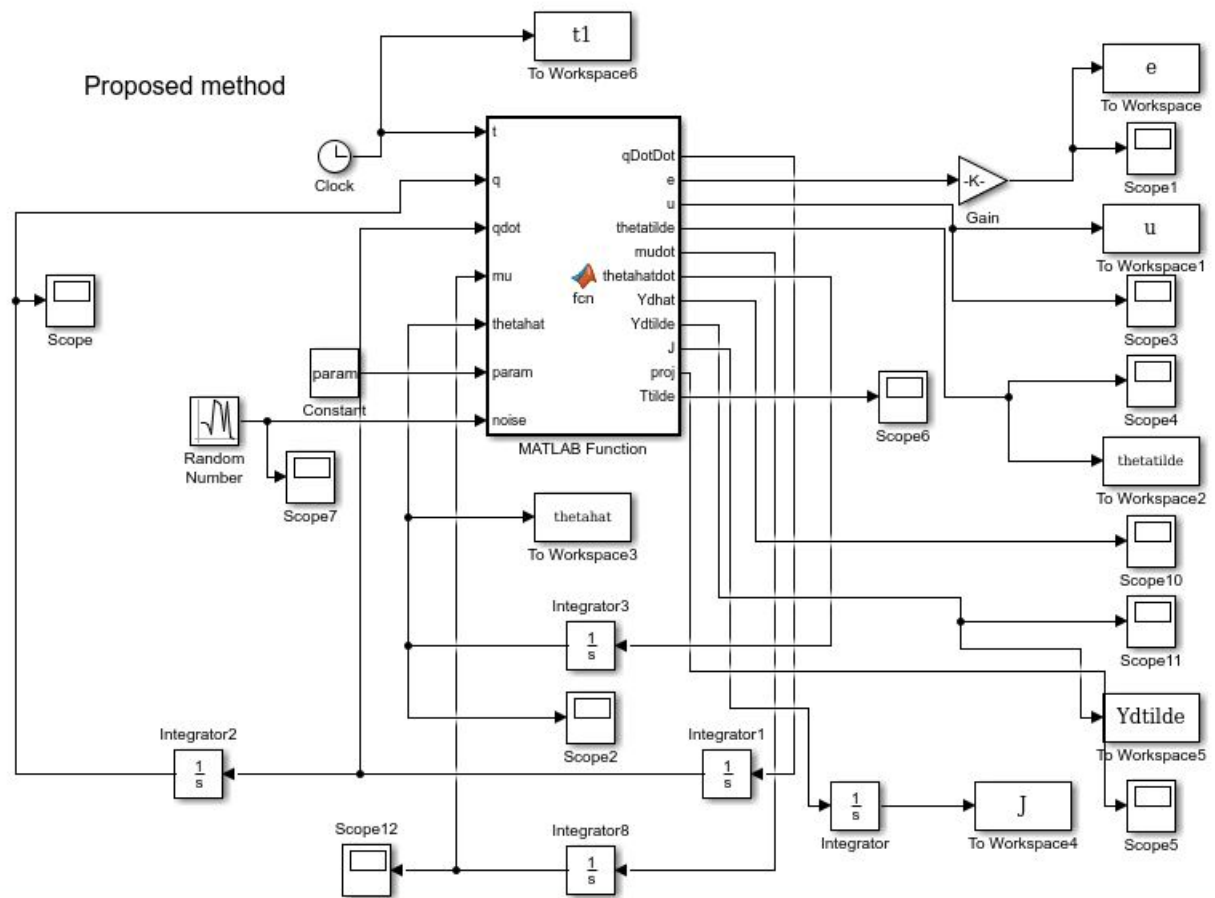 t1
To Workspace6
Proposed method
e
To Workspace
Clock
t
q
qdot
mu
thetahat
param
noise
fcn
qDotDot
e
u
thetatilde
mudot
thetahatdot
Ydhat
Ydtilde
J
proj
Ttilde
MATLAB Function
-K-
Gain
Scope1
u
To Workspace1
Scope
Scope3
param
Constant
Scope4
Scope6
Random
Number
Scope7
thetatilde
To Workspace2
thetahat
To Workspace3
Scope10
Integrator3
1
s
Scope11
Scope2
Ydtilde
To Workspace5
Integrator2
1
s
Integrator1
1
s
1
s
Integrator
J
To Workspace4
Scope5
Scope12
Integrator8
1
s